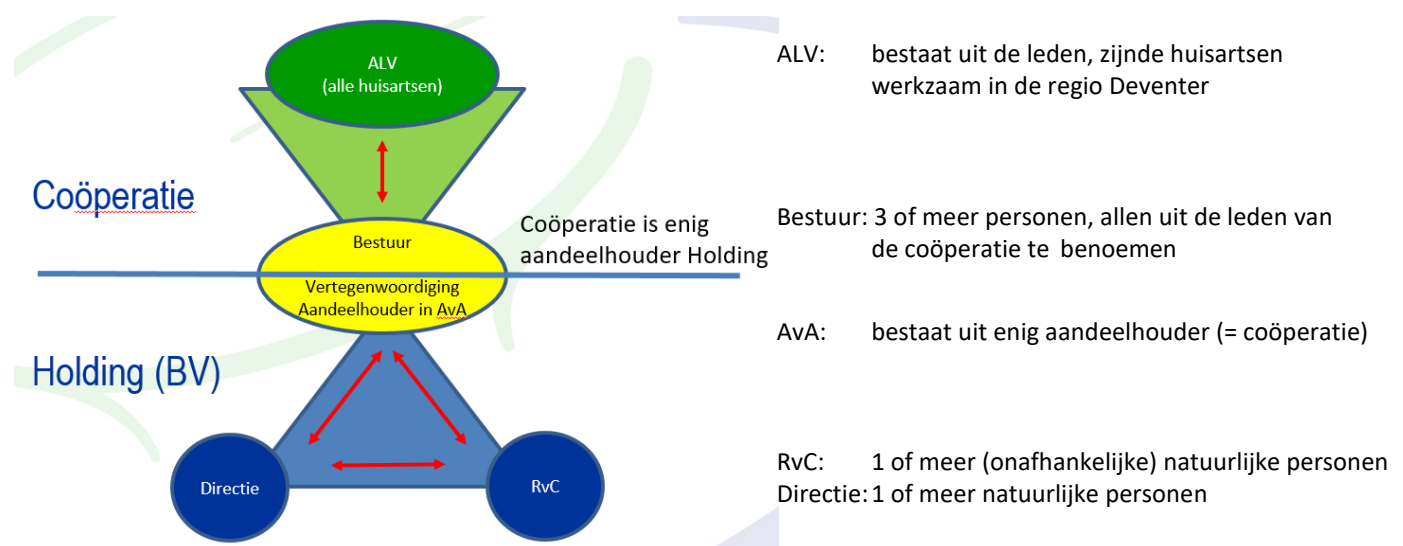 ALV
(alle huisartsen)
Coöperatie
Bestuur
Coöperatie is enig
aandeelhouder Holding
Vertegenwoordiging
Aandeelhouder in AvA
Holding (BV)
Directie
RvC
ALV: bestaat uit de leden, zijnde huisartsen
werkzaam in de regio Deventer
Bestuur: 3 of meer personen, allen uit de leden van
de coöperatie te benoemen
AvA: bestaat uit enig aandeelhouder (= coöperatie)
RvC: 1 of meer (onafhankelijke) natuurlijke personen
Directie: 1 of meer natuurlijke personen